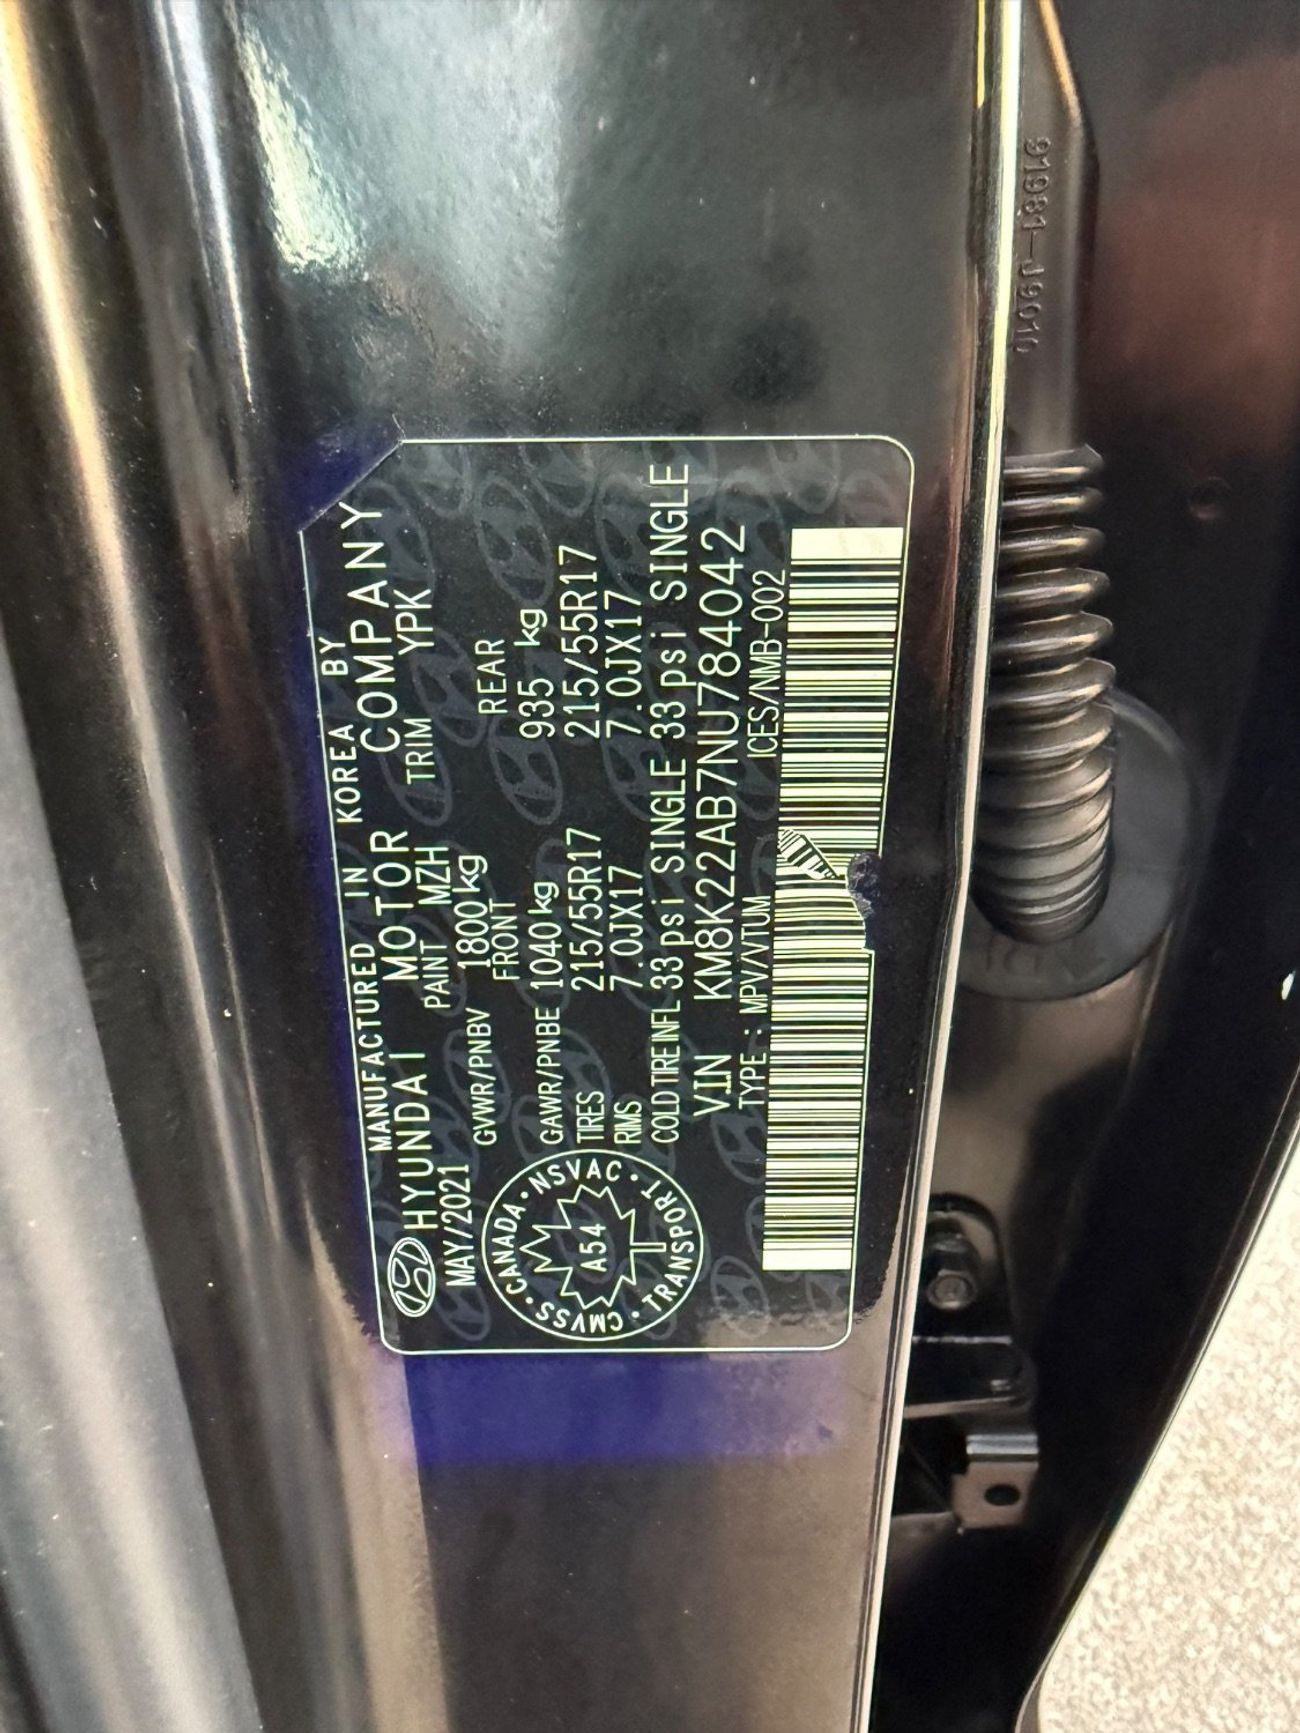 MANUFACTURED IN KOREA BY
HYUNDAI MOTOR COMPANY
MAY/2021 PAINT MZH TRIM YPK
GVWR/PNBV 1800kg
FRONT REAR
GAWR/PNBE 1040kg 935 kg
TIRES 215/55R17 215/55R17
RIMS 7.0JX17 7.0JX17
COLD TIRE INFL 33 psi SINGLE 33 psi SINGLE
VIN KM8K22AB7NU784042
TYPE : MPV/VTUM ICES/NMB-002
CMVSS • CANADA • NSVAC • TRANSPORT •
A54
91981-J9010